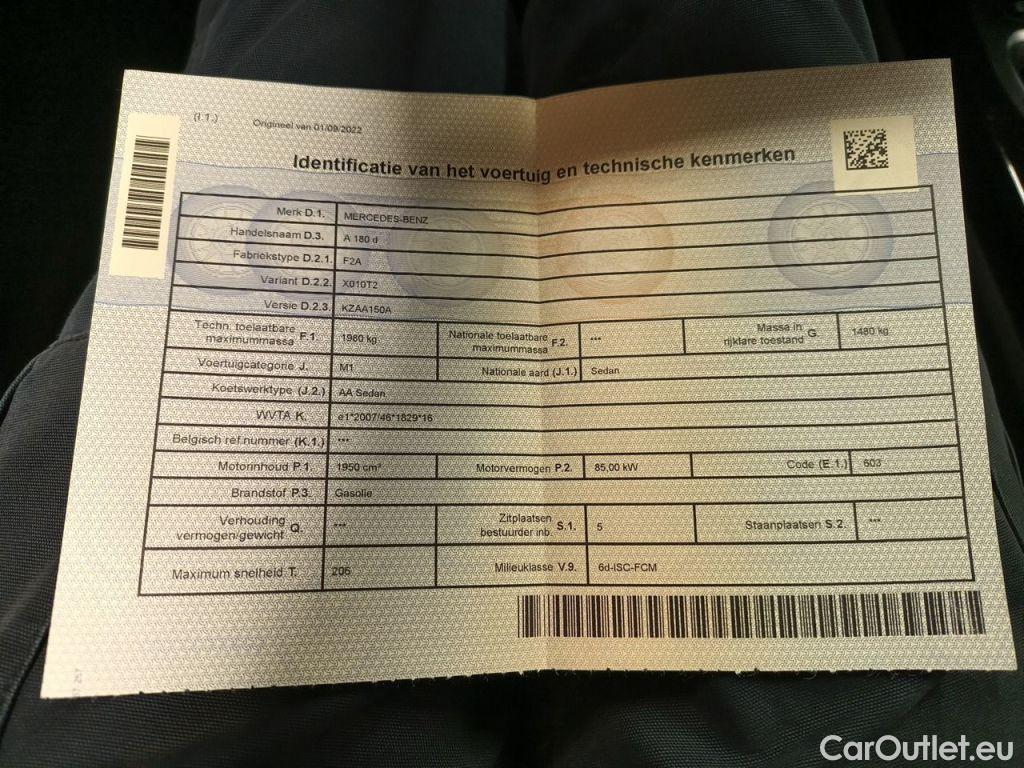 (I.1.) Origineel van 01/09/2022
Identificatie van het voertuig en technische kenmerken
Merk D.1. MERCEDES-BENZ
Handelsnaam D.3. A 180 d
Fabriekstype D.2.1. F2A
Variant D.2.2. X010T2
Versie D.2.3. KZAA150A
Techn. toelaatbare maximummassa F.1. 1980 kg Nationale toelaatbare maximummassa F.2. *** Massa in rijklare toestand G 1480 kg
Voertuigcategorie J. M1 Nationale aard (J.1.) Sedan
Koetswerktype (J.2.) AA Sedan
WVTA K. e1*2007/46*1829*16
Belgisch ref.nummer (K.1.) ***
Motorinhoud P.1. 1950 cm³ Motorvermogen P.2. 85,00 kW Code (E.1.) 603
Brandstof P.3. Gasolie
Verhouding vermogen/gewicht Q. *** Zitplaatsen bestuurder inb. S.1. 5 Staanplaatsen S.2. ***
Maximum snelheid T. 206 Milieuklasse V.9. 6d-ISC-FCM
CarOutlet.eu